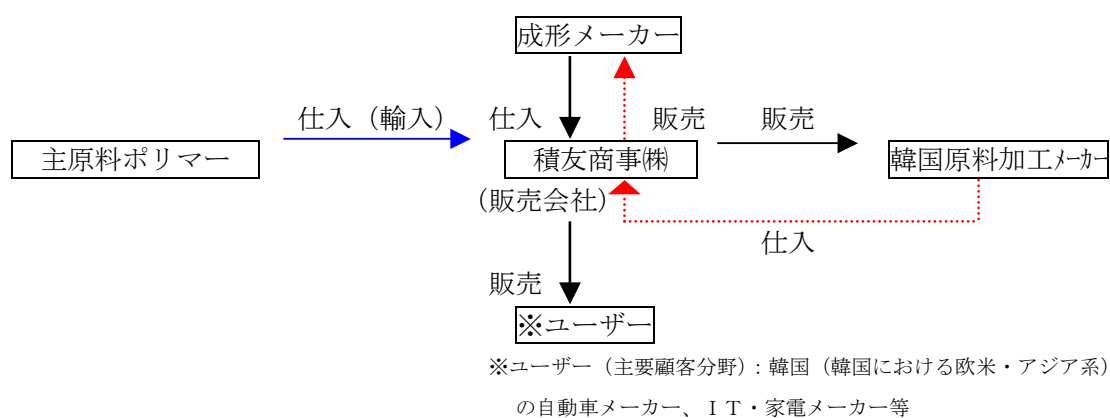 成形メーカー
仕入（輸入）
仕入
販売
販売
主原料ポリマー
積友商事㈱
韓国原料加工ﾒｰｶｰ
（販売会社）
仕入
販売
※ユーザー
※ユーザー（主要顧客分野）：韓国（韓国における欧米・アジア系）
の自動車メーカー、ＩＴ・家電メーカー等